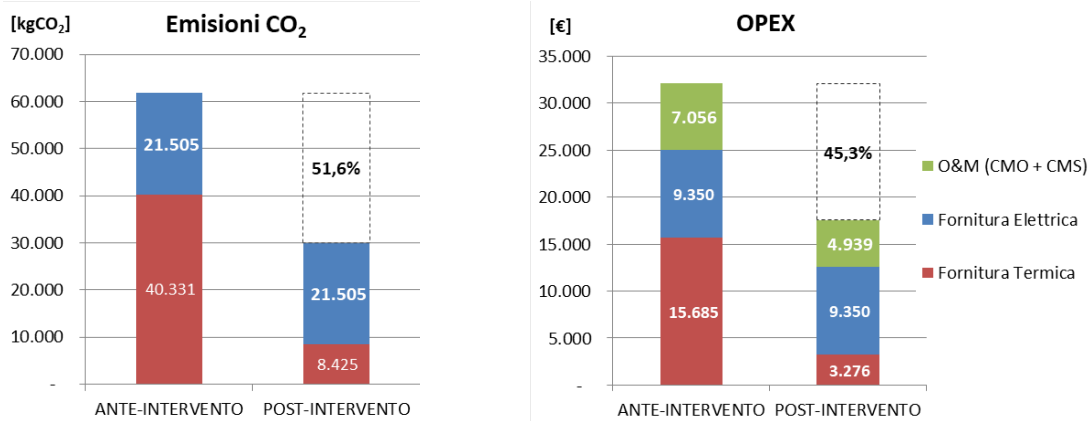 [kgCO₂]
Emisioni CO₂
70.000
60.000
50.000
40.000
30.000
20.000
10.000
-
21.505
40.331
51,6%
21.505
8.425
ANTE-INTERVENTO
POST-INTERVENTO
[€]
OPEX
35.000
30.000
25.000
20.000
15.000
10.000
5.000
-
7.056
9.350
15.685
45,3%
4.939
9.350
3.276
ANTE-INTERVENTO
POST-INTERVENTO
O&M (CMO + CMS)
Fornitura Elettrica
Fornitura Termica